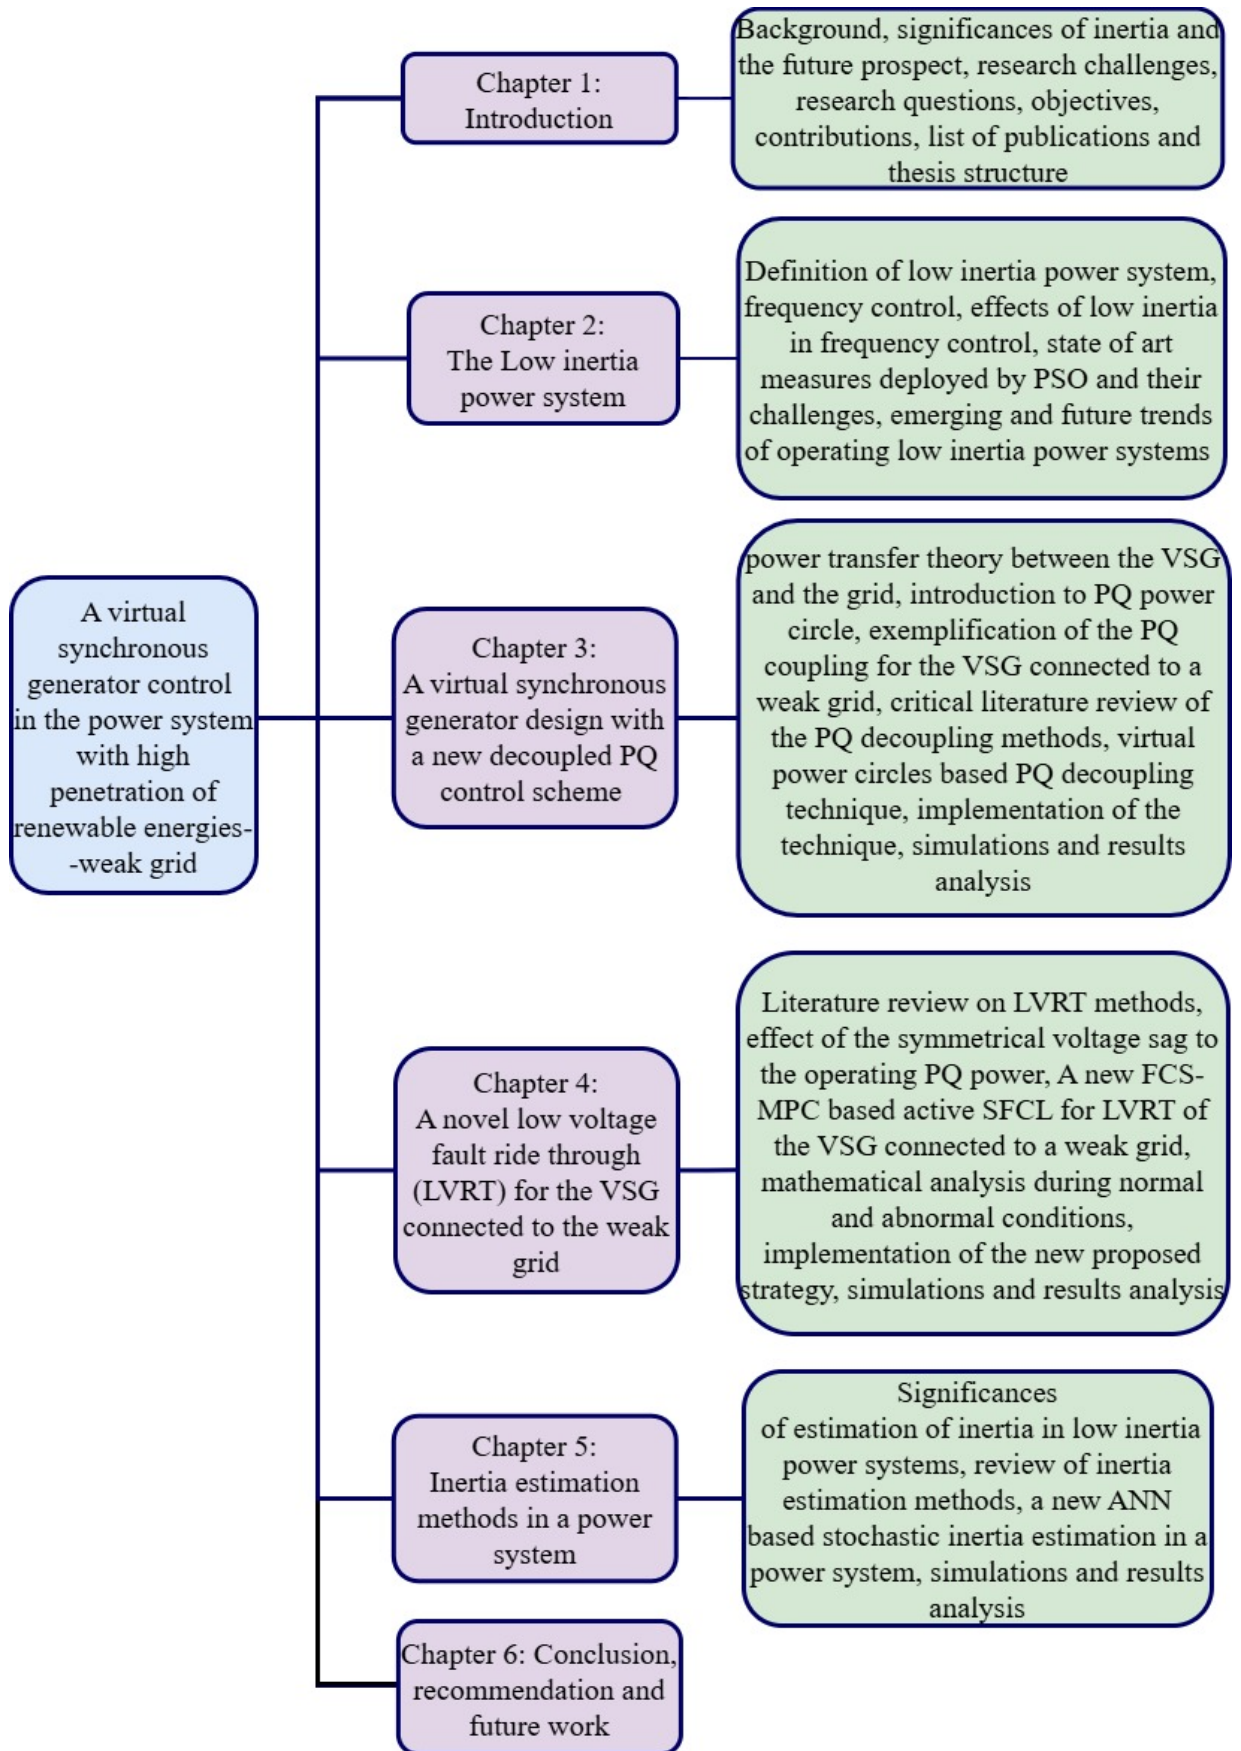 A virtual
synchronous
generator control
in the power system
with high
penetration of
renewable energies-
-weak grid
Chapter 1:
Introduction
Background, significances of inertia and
the future prospect, research challenges,
research questions, objectives,
contributions, list of publications and
thesis structure
Chapter 2:
The Low inertia
power system
Definition of low inertia power system,
frequency control, effects of low inertia
in frequency control, state of art
measures deployed by PSO and their
challenges, emerging and future trends
of operating low inertia power systems
Chapter 3:
A virtual synchronous
generator design with
a new decoupled PQ
control scheme
power transfer theory between the VSG
and the grid, introduction to PQ power
circle, exemplification of the PQ
coupling for the VSG connected to a
weak grid, critical literature review of
the PQ decoupling methods, virtual
power circles based PQ decoupling
technique, implementation of the
technique, simulations and results
analysis
Chapter 4:
A novel low voltage
fault ride through
(LVRT) for the VSG
connected to the weak
grid
Literature review on LVRT methods,
effect of the symmetrical voltage sag to
the operating PQ power, A new FCS-
MPC based active SFCL for LVRT of
the VSG connected to a weak grid,
mathematical analysis during normal
and abnormal conditions,
implementation of the new proposed
strategy, simulations and results analysis
Chapter 5:
Inertia estimation
methods in a power
system
Significances
of estimation of inertia in low inertia
power systems, review of inertia
estimation methods, a new ANN
based stochastic inertia estimation in a
power system, simulations and results
analysis
Chapter 6: Conclusion,
recommendation and
future work